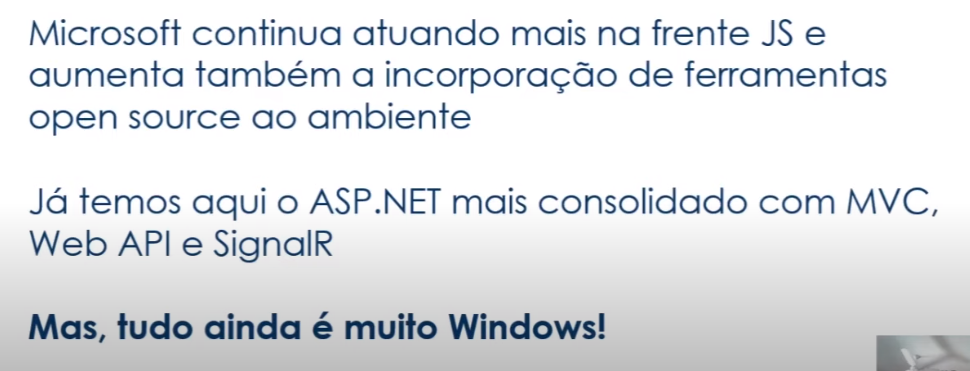 Microsoft continua atuando mais na frente JS e
aumenta também a incorporação de ferramentas
open source ao ambiente
Já temos aqui o ASP.NET mais consolidado com MVC,
Web API e SignalR
Mas, tudo ainda é muito Windows!